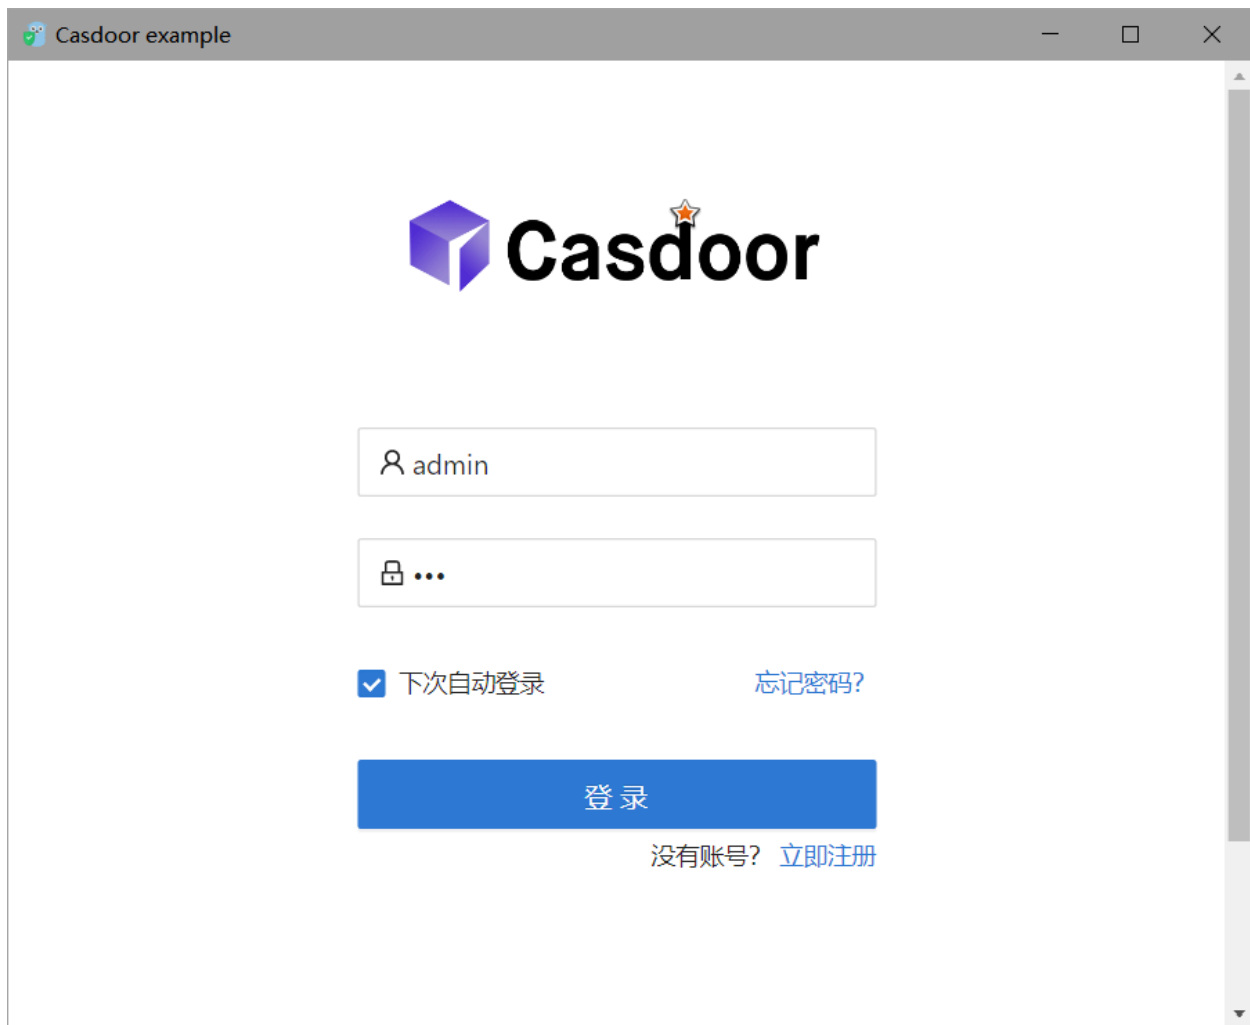 Casdoor example
Casdoor
admin
•••
下次自动登录 忘记密码?
登 录
没有账号? 立即注册